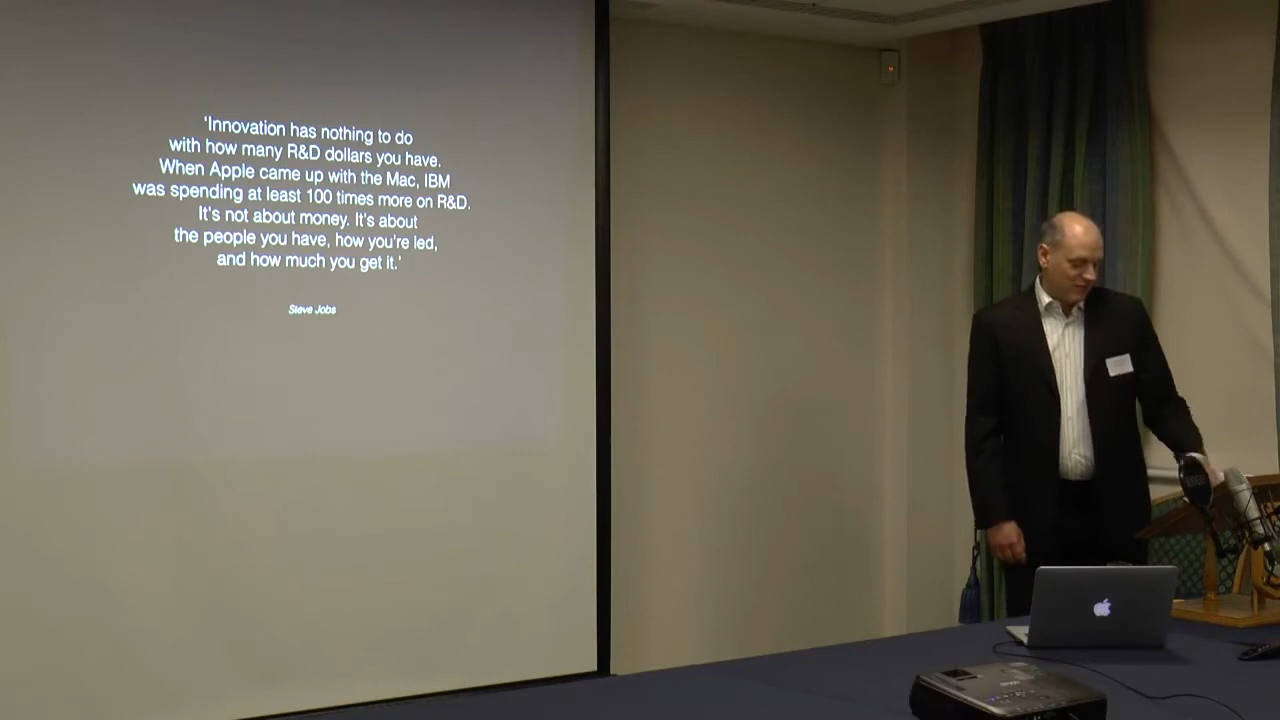 'Innovation has nothing to do
with how many R&D dollars you have.
When Apple came up with the Mac, IBM
was spending at least 100 times more on R&D.
It's not about money. It's about
the people you have, how you're led,
and how much you get it.'
Steve Jobs